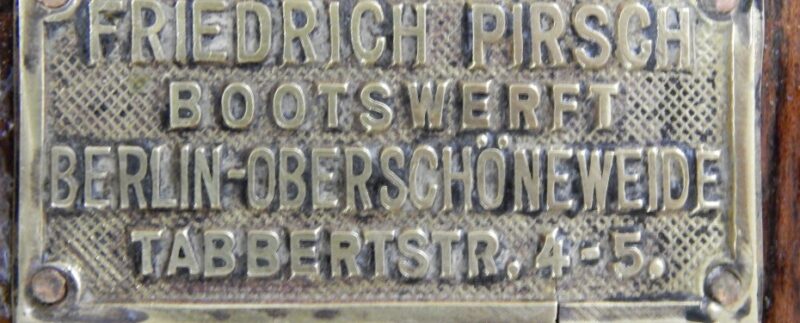 FRIEDRICH PIRSCH
BOOTSWERFT
BERLIN-OBERSCHÖNEWEIDE
TABBERTSTR. 4-5.